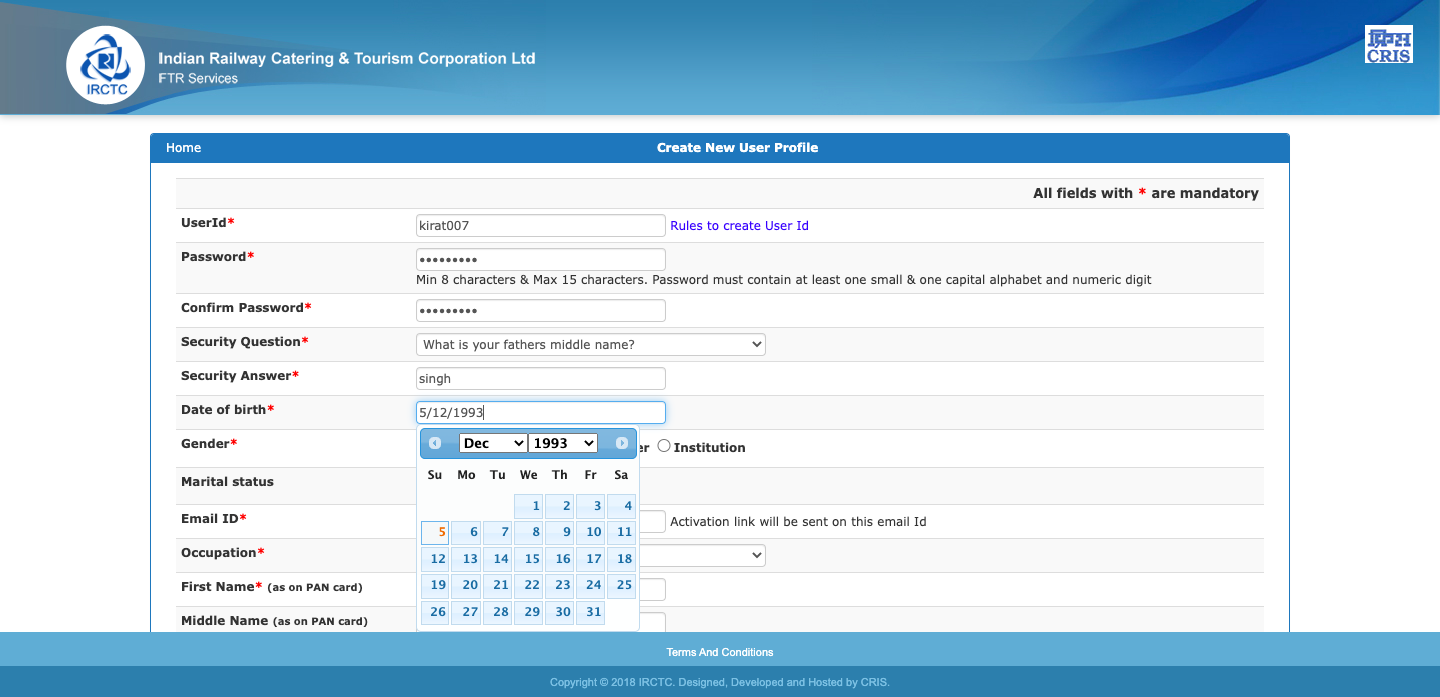 IRCTC
Indian Railway Catering & Tourism Corporation Ltd
FTR Services
क्रिस
CRIS
Home
Create New User Profile
All fields with * are mandatory
UserId* kirat007 Rules to create User Id
Password* •••••••••
Min 8 characters & Max 15 characters. Password must contain at least one small & one capital alphabet and numeric digit
Confirm Password* •••••••••
Security Question* What is your fathers middle name?
Security Answer* singh
Date of birth* 5/12/1993
Dec 1993
Su Mo Tu We Th Fr Sa
1 2 3 4
5 6 7 8 9 10 11
12 13 14 15 16 17 18
19 20 21 22 23 24 25
26 27 28 29 30 31
Gender* er Institution
Marital status
Email ID* Activation link will be sent on this email Id
Occupation*
First Name* (as on PAN card)
Middle Name (as on PAN card)
Terms And Conditions
Copyright © 2018 IRCTC. Designed, Developed and Hosted by CRIS.